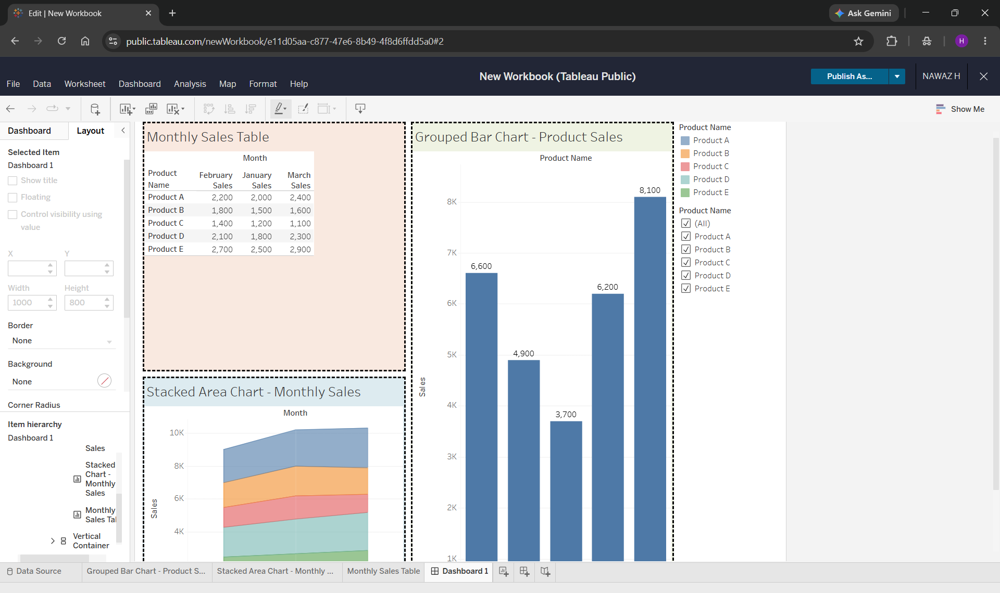 Edit | New Workbook
Ask Gemini
public.tableau.com/newWorkbook/e11d05aa-c877-47e6-8b49-4f8d6ffdd5a0#2
H
New Workbook (Tableau Public)
Publish As...
NAWAZ H
File Data Worksheet Dashboard Analysis Map Format Help
Show Me
Dashboard
Layout
Selected Item
Dashboard 1
Show title
Floating
Control visibility using
value
X Y
Width Height
1000 800
Border
None
Background
None
Corner Radius
Item hierarchy
Dashboard 1
Sales
Stacked
Chart -
Monthly
Sales
Monthly
Sales Tal
Vertical
Container
Monthly Sales Table
Month
Product
Name
February
Sales
January
Sales
March
Sales
Product A 2,200 2,000 2,400
Product B 1,800 1,500 1,600
Product C 1,400 1,200 1,100
Product D 2,100 1,800 2,300
Product E 2,700 2,500 2,900
Stacked Area Chart - Monthly Sales
Month
10K
8K
6K
4K
Sales
Grouped Bar Chart - Product Sales
Product Name
8K
7K
6K
5K
4K
3K
2K
1K
Sales
6,600
4,900
3,700
6,200
8,100
Product Name
Product A
Product B
Product C
Product D
Product E
Product Name
(All)
Product A
Product B
Product C
Product D
Product E
Data Source
Grouped Bar Chart - Product S...
Stacked Area Chart - Monthly ...
Monthly Sales Table
Dashboard 1